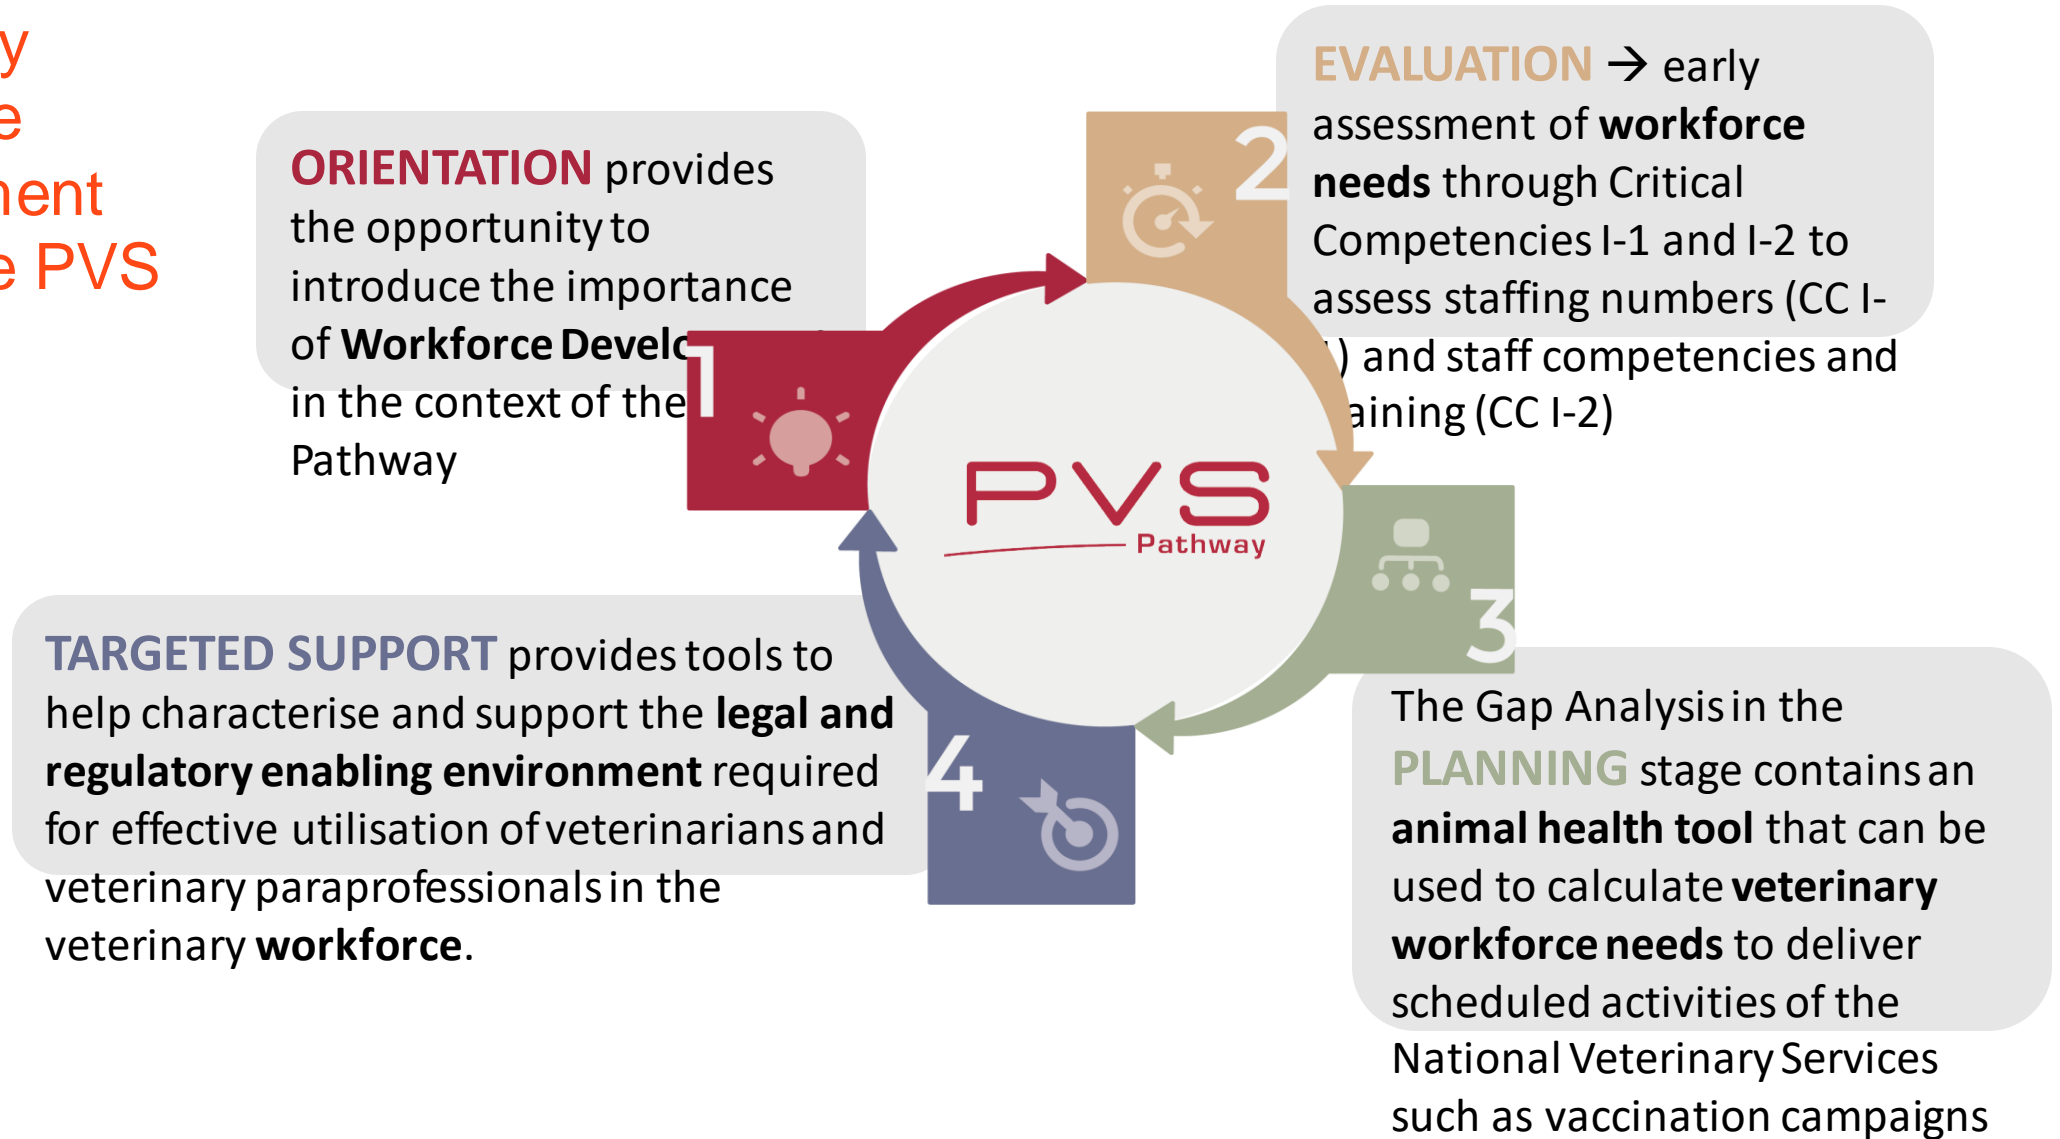 y
e
ment
e PVS
ORIENTATION provides
the opportunity to
introduce the importance
of Workforce
in the context of the
Pathway
1
2
EVALUATION → early
assessment of workforce
needs through Critical
Competencies I-1 and I-2 to
assess staffing numbers (CC I-
) and staff competencies and
(CC I-2)
PVS
Pathway
3
The Gap Analysis in the
PLANNING stage contains an
animal health tool that can be
used to calculate veterinary
workforce needs to deliver
scheduled activities of the
National Veterinary Services
such as vaccination campaigns
4
TARGETED SUPPORT provides tools to
help characterise and support the legal and
regulatory enabling environment required
for effective utilisation of veterinarians and
veterinary paraprofessionals in the
veterinary workforce.